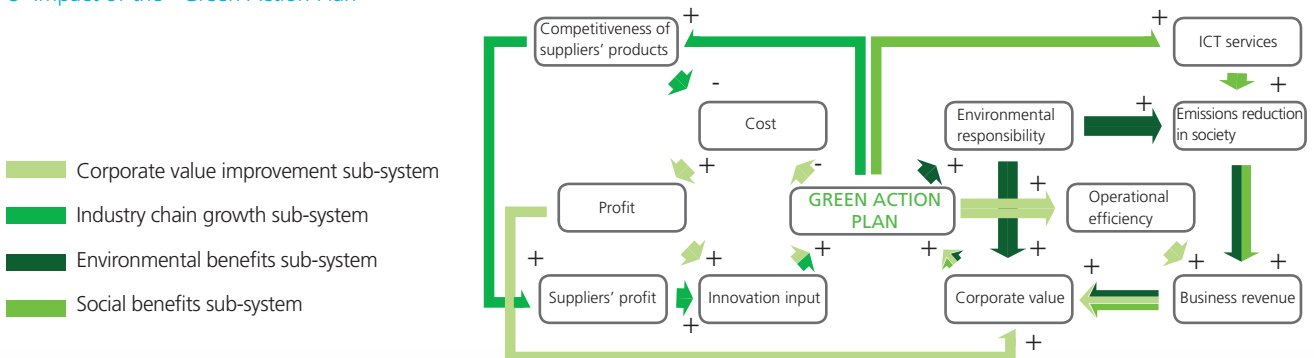 Impact of the "Green Action Plan"
Competitiveness of
suppliers' products
+
-
Cost
+
-
Profit
+
Suppliers' profit
+
+
Innovation input
+
GREEN ACTION
PLAN
+
ICT services
+
Environmental
responsibility
+
Emissions reduction
in society
+
+
Operational
efficiency
+
+
+
Corporate value
+
+
Business revenue
+
+
+
Corporate value improvement sub-system
Industry chain growth sub-system
Environmental benefits sub-system
Social benefits sub-system